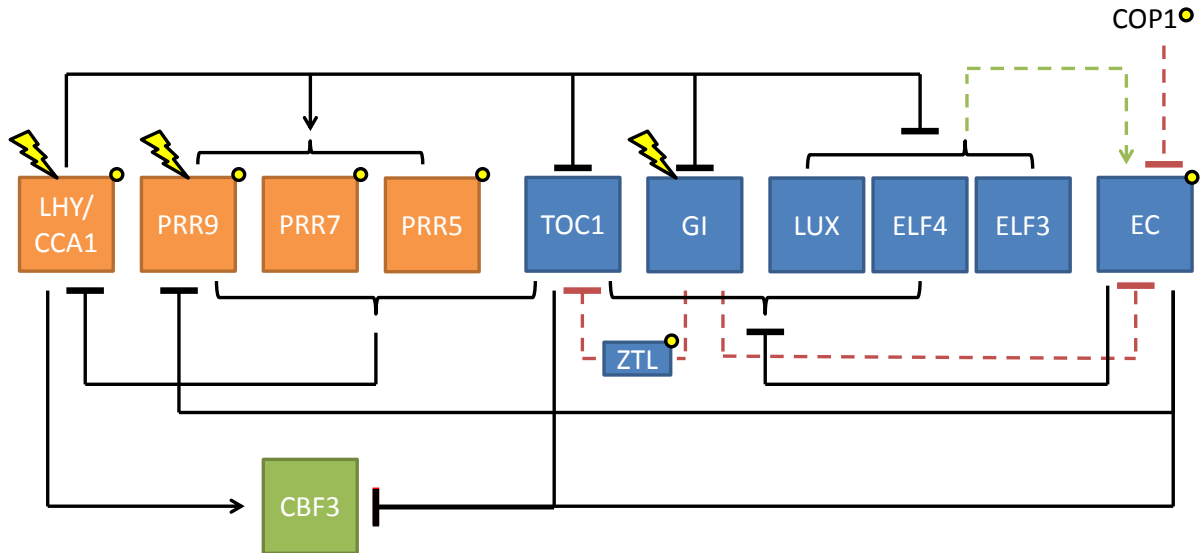 COP1
LHY/
CCA1
PRR9
PRR7
PRR5
TOC1
GI
LUX
ELF4
ELF3
EC
ZTL
CBF3